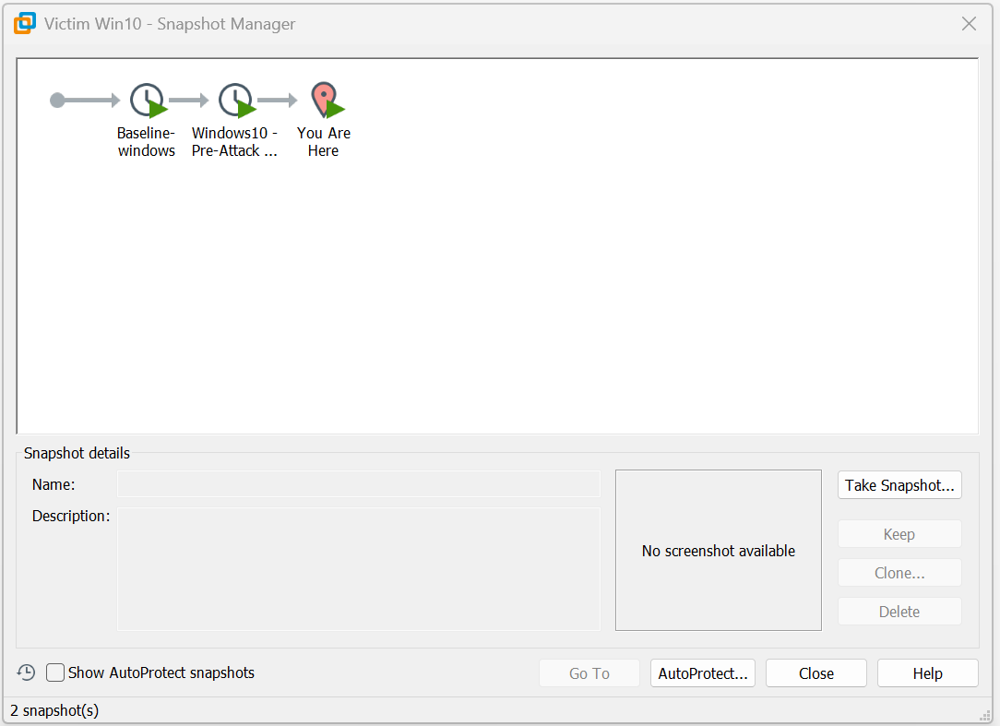 Victim Win10 - Snapshot Manager
Baseline-
windows
Windows10 -
Pre-Attack ...
You Are
Here
Snapshot details
Name:
Description:
No screenshot available
Take Snapshot...
Keep
Clone...
Delete
Show AutoProtect snapshots
Go To
AutoProtect...
Close
Help
2 snapshot(s)